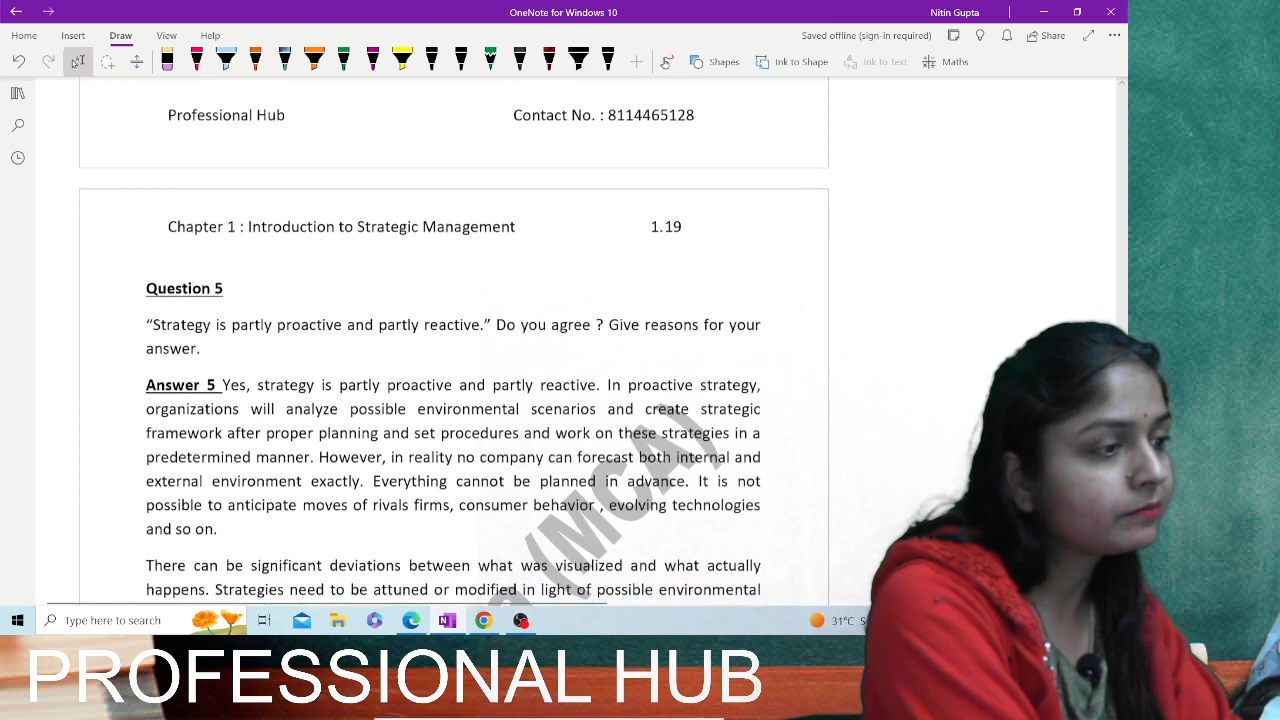 OneNote for Windows 10
Nitin Gupta
Home Insert Draw View Help
Saved offline (sign-in required)
Share
Shapes
Ink to Shape
Ink to Text
Maths
Professional Hub Contact No. : 8114465128
Chapter 1 : Introduction to Strategic Management 1.19
Question 5
“Strategy is partly proactive and partly reactive.” Do you agree ? Give reasons for your
answer.
Answer 5 Yes, strategy is partly proactive and partly reactive. In proactive strategy,
organizations will analyze possible environmental scenarios and create strategic
framework after proper planning and set procedures and work on these strategies in a
predetermined manner. However, in reality no company can forecast both internal and
external environment exactly. Everything cannot be planned in advance. It is not
possible to anticipate moves of rivals firms, consumer behavior , evolving technologies
and so on.
There can be significant deviations between what was visualized and what actually
happens. Strategies need to be attuned or modified in light of possible environmental
(MCA)
Type here to search
31°C
PROFESSIONAL HUB